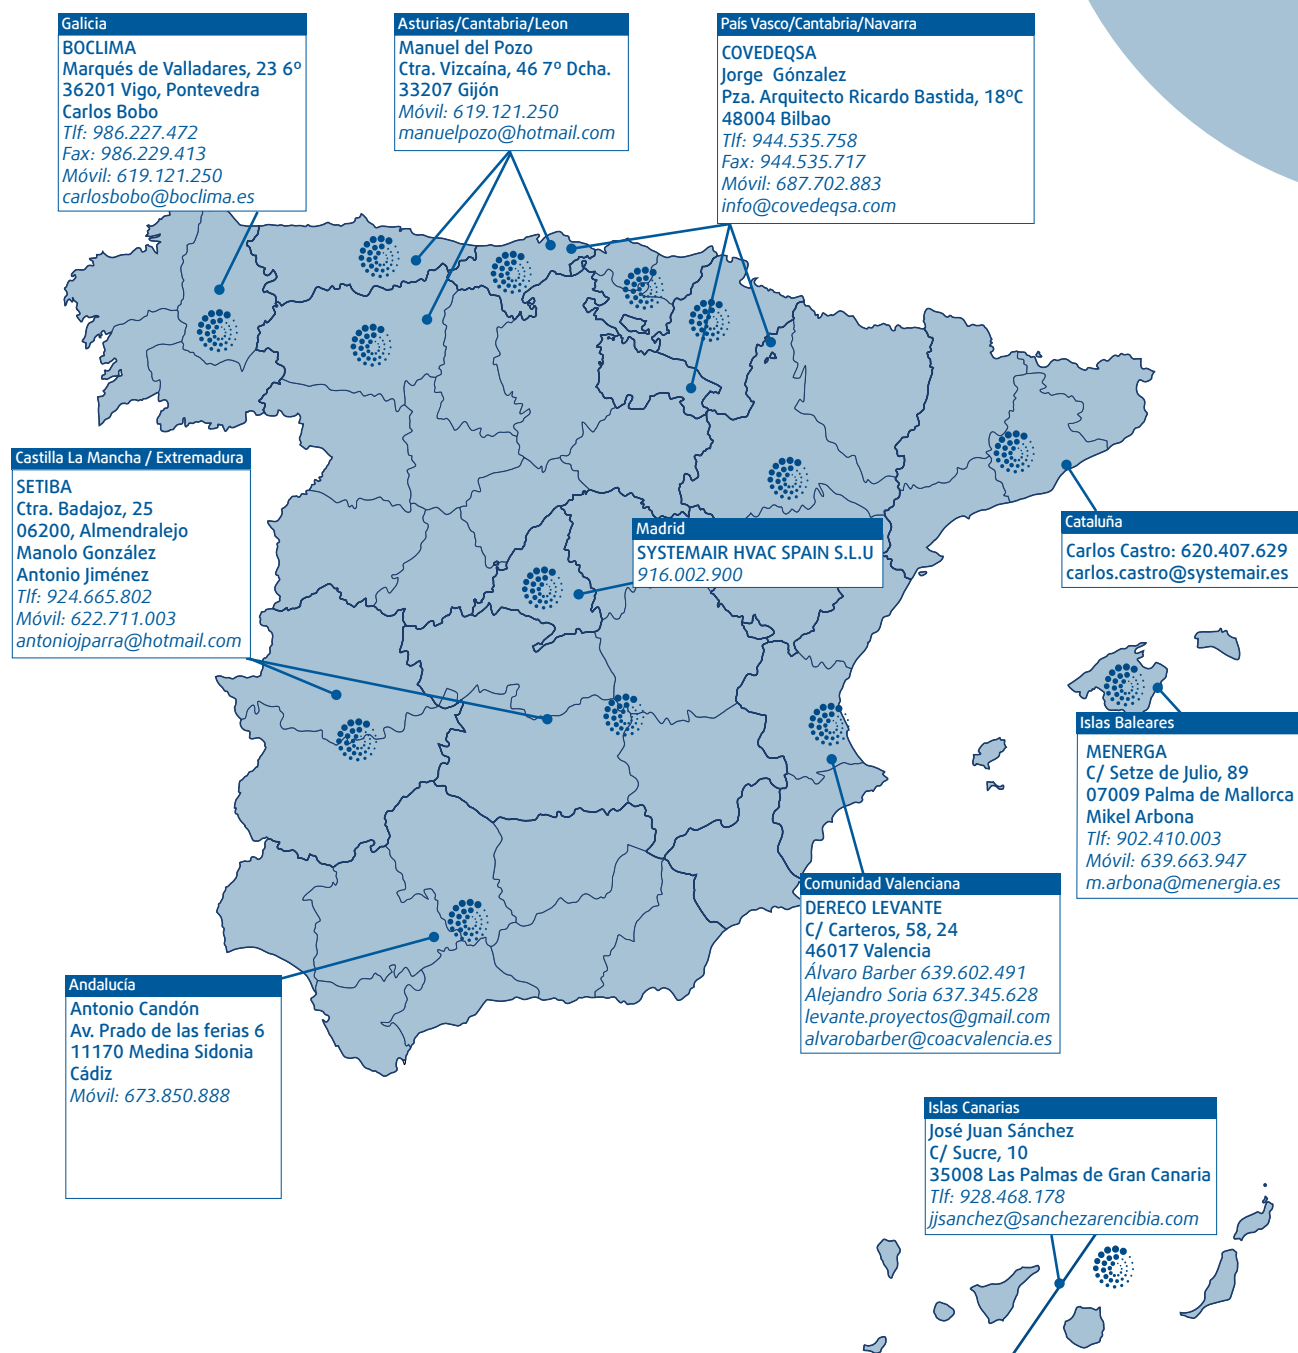 Galicia
BOCLIMA
Marqués de Valladares, 23 6º
36201 Vigo, Pontevedra
Carlos Bobo
Tlf: 986.227.472
Fax: 986.229.413
Móvil: 619.121.250
carlosbobo@boclima.es
Asturias/Cantabria/Leon
Manuel del Pozo
Ctra. Vizcaína, 46 7º Dcha.
33207 Gijón
Móvil: 619.121.250
manuelpozo@hotmail.com
País Vasco/Cantabria/Navarra
COVEDEQSA
Jorge Gónzalez
Pza. Arquitecto Ricardo Bastida, 18ºC
48004 Bilbao
Tlf: 944.535.758
Fax: 944.535.717
Móvil: 687.702.883
info@covedeqsa.com
Castilla La Mancha / Extremadura
SETIBA
Ctra. Badajoz, 25
06200, Almendralejo
Manolo González
Antonio Jiménez
Tlf: 924.665.802
Móvil: 622.711.003
antoniojparra@hotmail.com
Madrid
SYSTEMAIR HVAC SPAIN S.L.U
916.002.900
Cataluña
Carlos Castro: 620.407.629
carlos.castro@systemair.es
Islas Baleares
MENERGA
C/ Setze de Julio, 89
07009 Palma de Mallorca
Mikel Arbona
Tlf: 902.410.003
Móvil: 639.663.947
m.arbona@menergia.es
Comunidad Valenciana
DERECO LEVANTE
C/ Carteros, 58, 24
46017 Valencia
Álvaro Barber 639.602.491
Alejandro Soria 637.345.628
levante.proyectos@gmail.com
alvarobarber@coacvalencia.es
Andalucía
Antonio Candón
Av. Prado de las ferias 6
11170 Medina Sidonia
Cádiz
Móvil: 673.850.888
Islas Canarias
José Juan Sánchez
C/ Sucre, 10
35008 Las Palmas de Gran Canaria
Tlf: 928.468.178
jjsanchez@sanchezarencibia.com